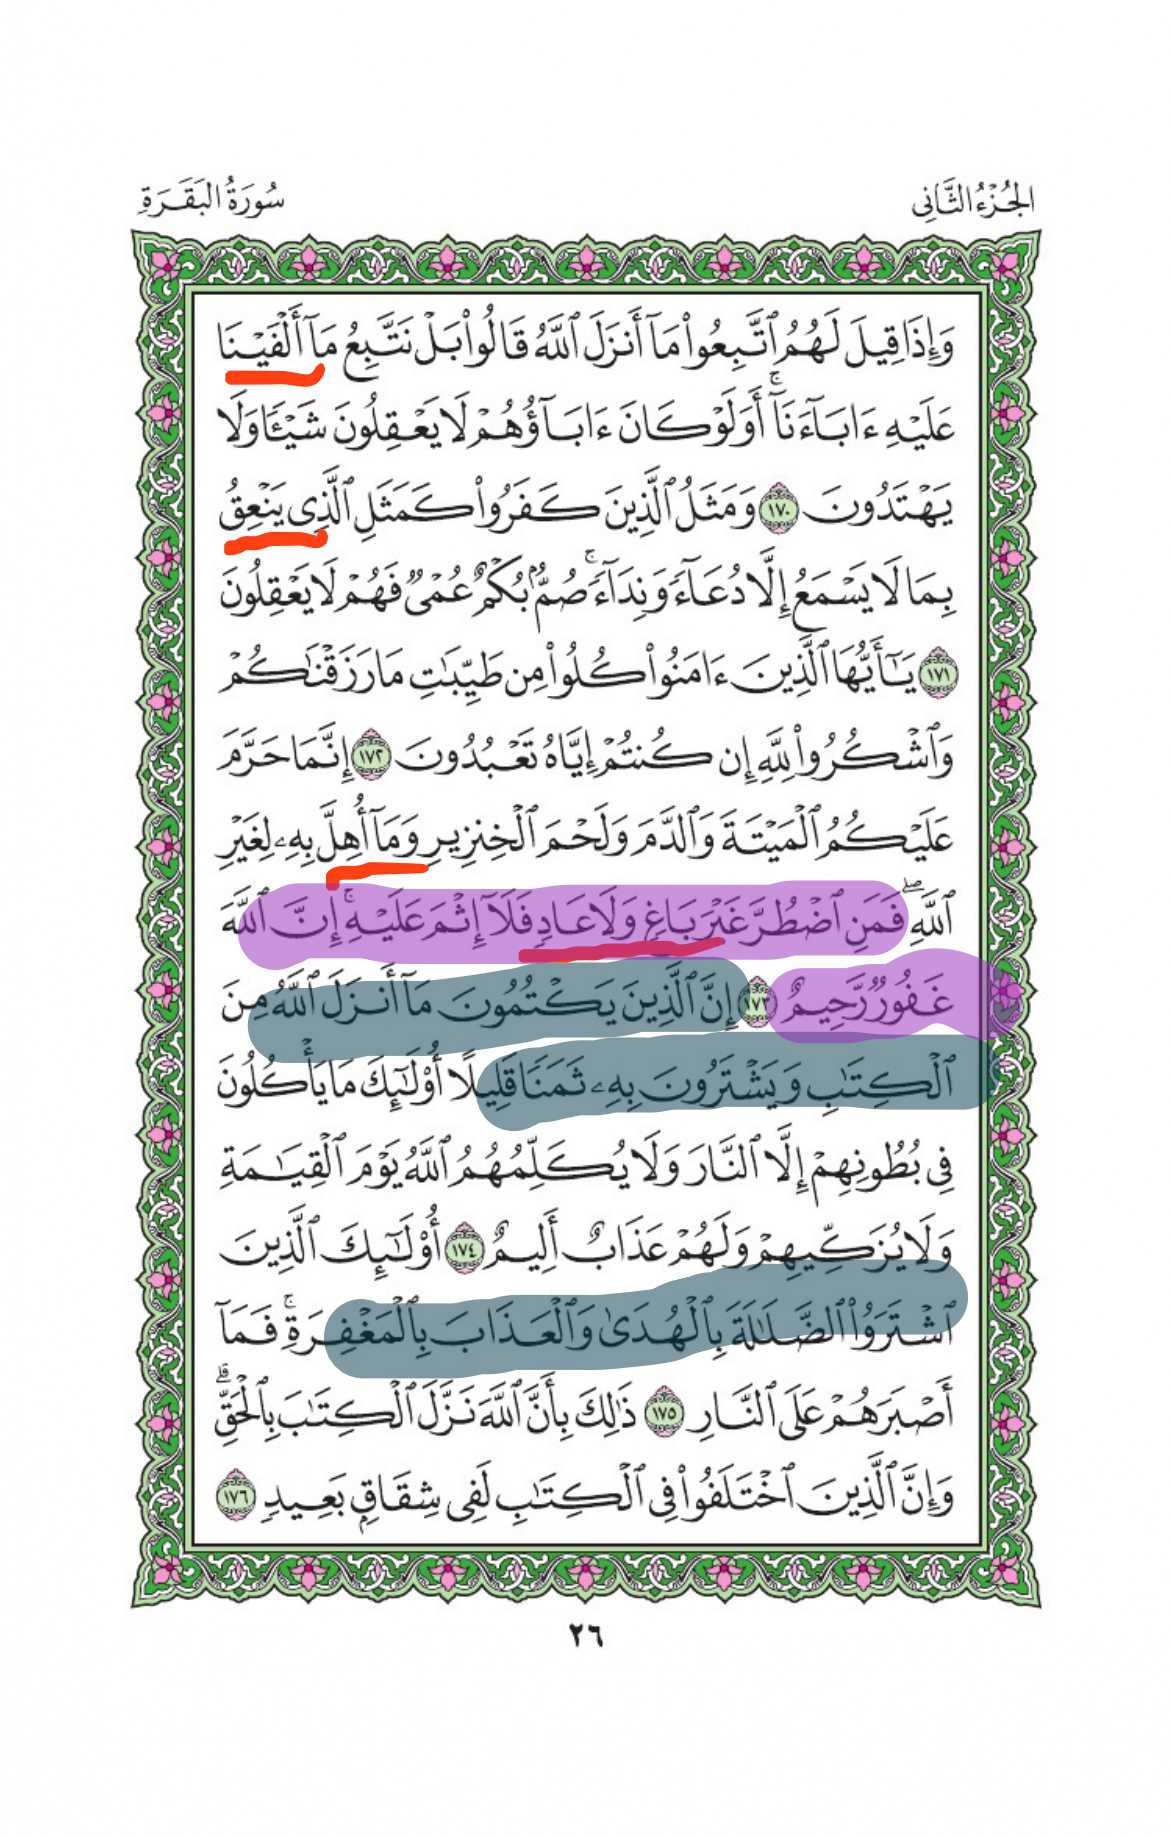 الجُزْءُ الثَّانِي
سُورَةُ البَقَرَةِ
وَإِذَا قِيلَ لَهُمُ ٱتَّبِعُوا۟ مَآ أَنزَلَ ٱللَّهُ قَالُوا۟ بَلْ نَتَّبِعُ مَآ أَلْفَيْنَا
عَلَيْهِ ءَابَآءَنَآ ۚ أَوَلَوْ كَانَ ءَابَآؤُهُمْ لَا يَعْقِلُونَ شَيْـًٔا وَلَا
يَهْتَدُونَ ١٧٠ وَمَثَلُ ٱلَّذِينَ كَفَرُوا۟ كَمَثَلِ ٱلَّذِى يَنْعِقُ
بِمَا لَا يَسْمَعُ إِلَّا دُعَآءً وَنِدَآءً ۚ صُمٌّۢ بُكْمٌ عُمْىٌ فَهُمْ لَا يَعْقِلُونَ
١٧١ يَـٰٓأَيُّهَا ٱلَّذِينَ ءَامَنُوا۟ كُلُوا۟ مِن طَيِّبَـٰتِ مَا رَزَقْنَـٰكُمْ
وَٱشْكُرُوا۟ لِلَّهِ إِن كُنتُمْ إِيَّاهُ تَعْبُدُونَ ١٧٢ إِنَّمَا حَرَّمَ
عَلَيْكُمُ ٱلْمَيْتَةَ وَٱلدَّمَ وَلَحْمَ ٱلْخِنزِيرِ وَمَآ أُهِلَّ بِهِۦ لِغَيْرِ
ٱللَّهِ ۖ فَمَنِ ٱضْطُرَّ غَيْرَ بَاغٍ وَلَا عَادٍ فَلَآ إِثْمَ عَلَيْهِ ۚ إِنَّ ٱللَّهَ
غَفُورٌ رَّحِيمٌ ١٧٣ إِنَّ ٱلَّذِينَ يَكْتُمُونَ مَآ أَنزَلَ ٱللَّهُ مِنَ
ٱلْكِتَـٰبِ وَيَشْتَرُونَ بِهِۦ ثَمَنًا قَلِيلًا أُو۟لَـٰٓئِكَ مَا يَأْكُلُونَ
فِى بُطُونِهِمْ إِلَّا ٱلنَّارَ وَلَا يُكَلِّمُهُمُ ٱللَّهُ يَوْمَ ٱلْقِيَـٰمَةِ
وَلَا يُزَكِّيهِمْ وَلَهُمْ عَذَابٌ أَلِيمٌ ١٧٤ أُو۟لَـٰٓئِكَ ٱلَّذِينَ
ٱشْتَرَوُا۟ ٱلضَّلَـٰلَةَ بِٱلْهُدَىٰ وَٱلْعَذَابَ بِٱلْمَغْفِرَةِ ۚ فَمَآ
أَصْبَرَهُمْ عَلَى ٱلنَّارِ ١٧٥ ذَٰلِكَ بِأَنَّ ٱللَّهَ نَزَّلَ ٱلْكِتَـٰبَ بِٱلْحَقِّ ۗ
وَإِنَّ ٱلَّذِينَ ٱخْتَلَفُوا۟ فِى ٱلْكِتَـٰبِ لَفِى شِقَاقٍۭ بَعِيدٍ ١٧٦
٢٦